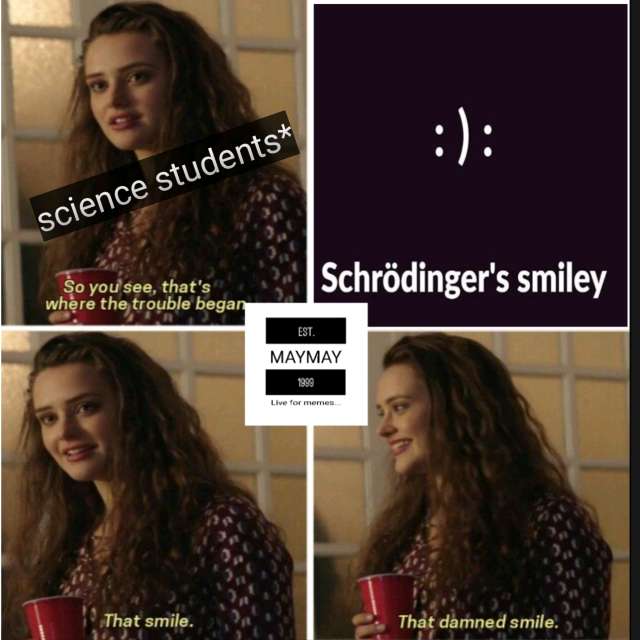 science students*
So you see, that's
where the trouble began
:):
Schrödinger's smiley
EST.
MAYMAY
1999
Live for memes...
That smile.
That damned smile.